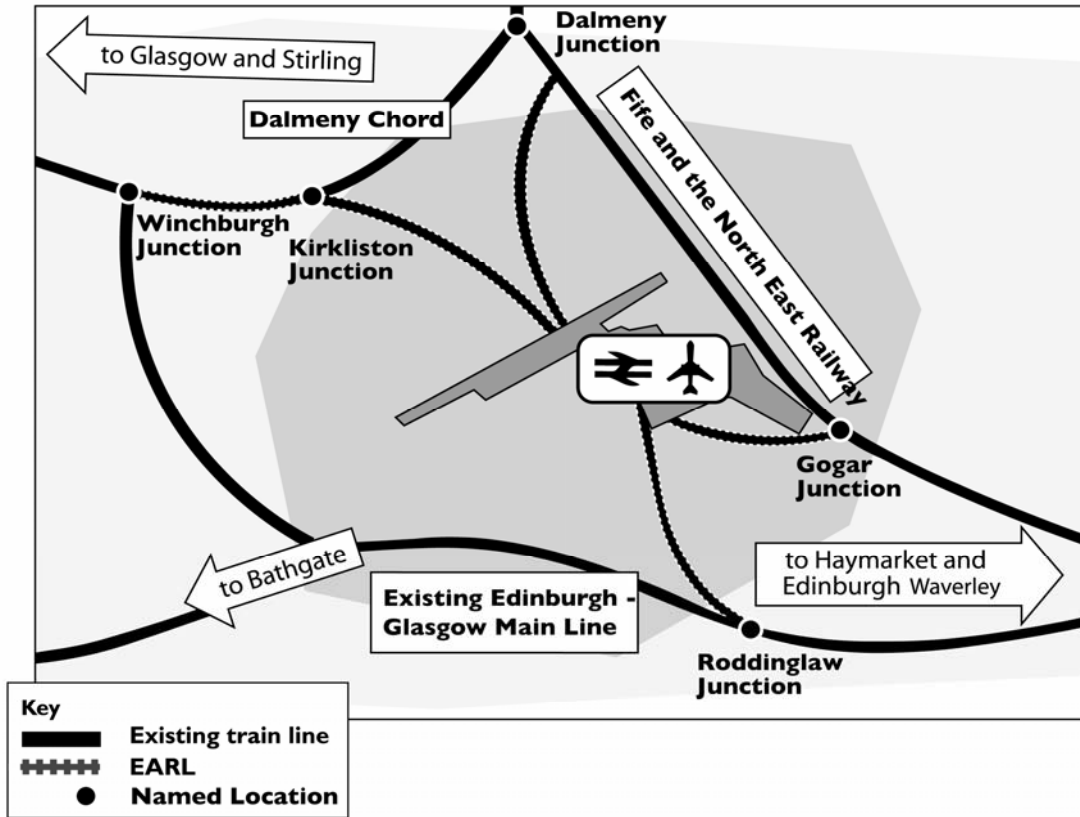 Dalmeny
Junction
to Glasgow and Stirling
Dalmeny Chord
Fife and the North East Railway
Winchburgh
Junction
Kirkliston
Junction
Gogar
Junction
to Bathgate
to Haymarket and
Edinburgh Waverley
Existing Edinburgh -
Glasgow Main Line
Roddinglaw
Junction
Key
Existing train line
EARL
Named Location